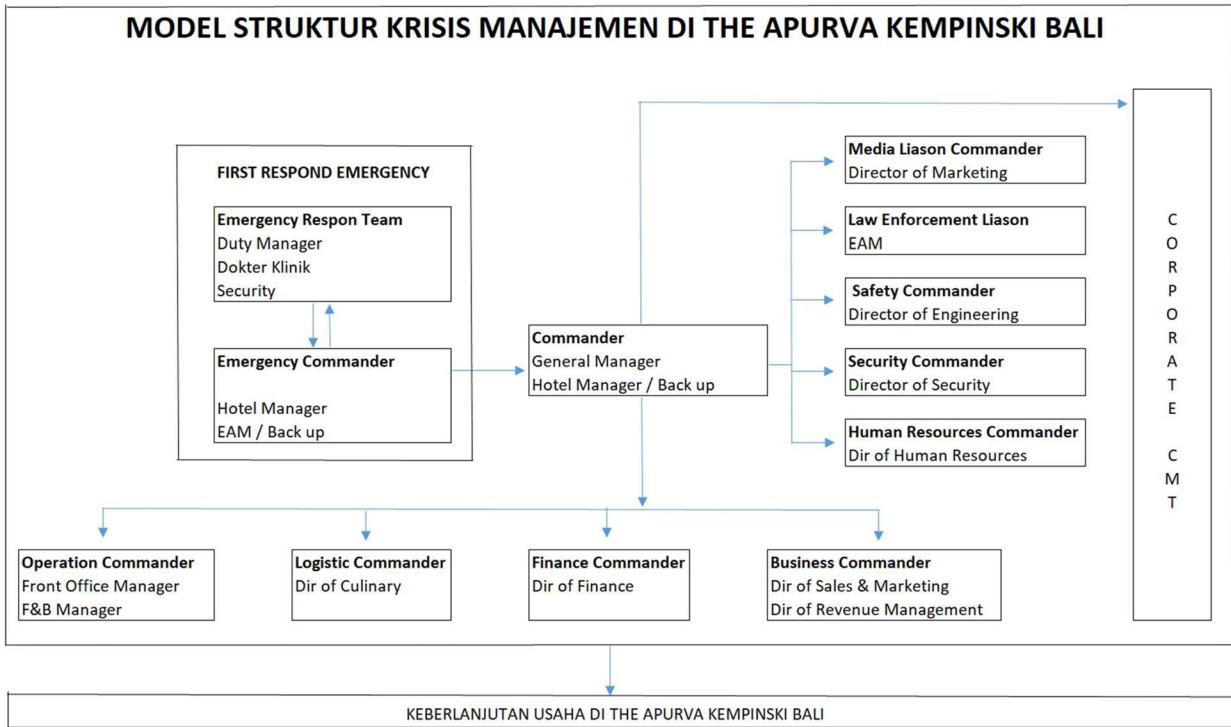 MODEL STRUKTUR KRISIS MANAJEMEN DI THE APURVA KEMPINSKI BALI
FIRST RESPOND EMERGENCY
Emergency Respon Team
Duty Manager
Dokter Klinik
Security
Emergency Commander
Hotel Manager
EAM / Back up
Commander
General Manager
Hotel Manager / Back up
Media Liason Commander
Director of Marketing
Law Enforcement Liason
EAM
Safety Commander
Director of Engineering
Security Commander
Director of Security
Human Resources Commander
Dir of Human Resources
CORPORATE CMT
Operation Commander
Front Office Manager
F&B Manager
Logistic Commander
Dir of Culinary
Finance Commander
Dir of Finance
Business Commander
Dir of Sales & Marketing
Dir of Revenue Management
KEBERLANJUTAN USAHA DI THE APURVA KEMPINSKI BALI